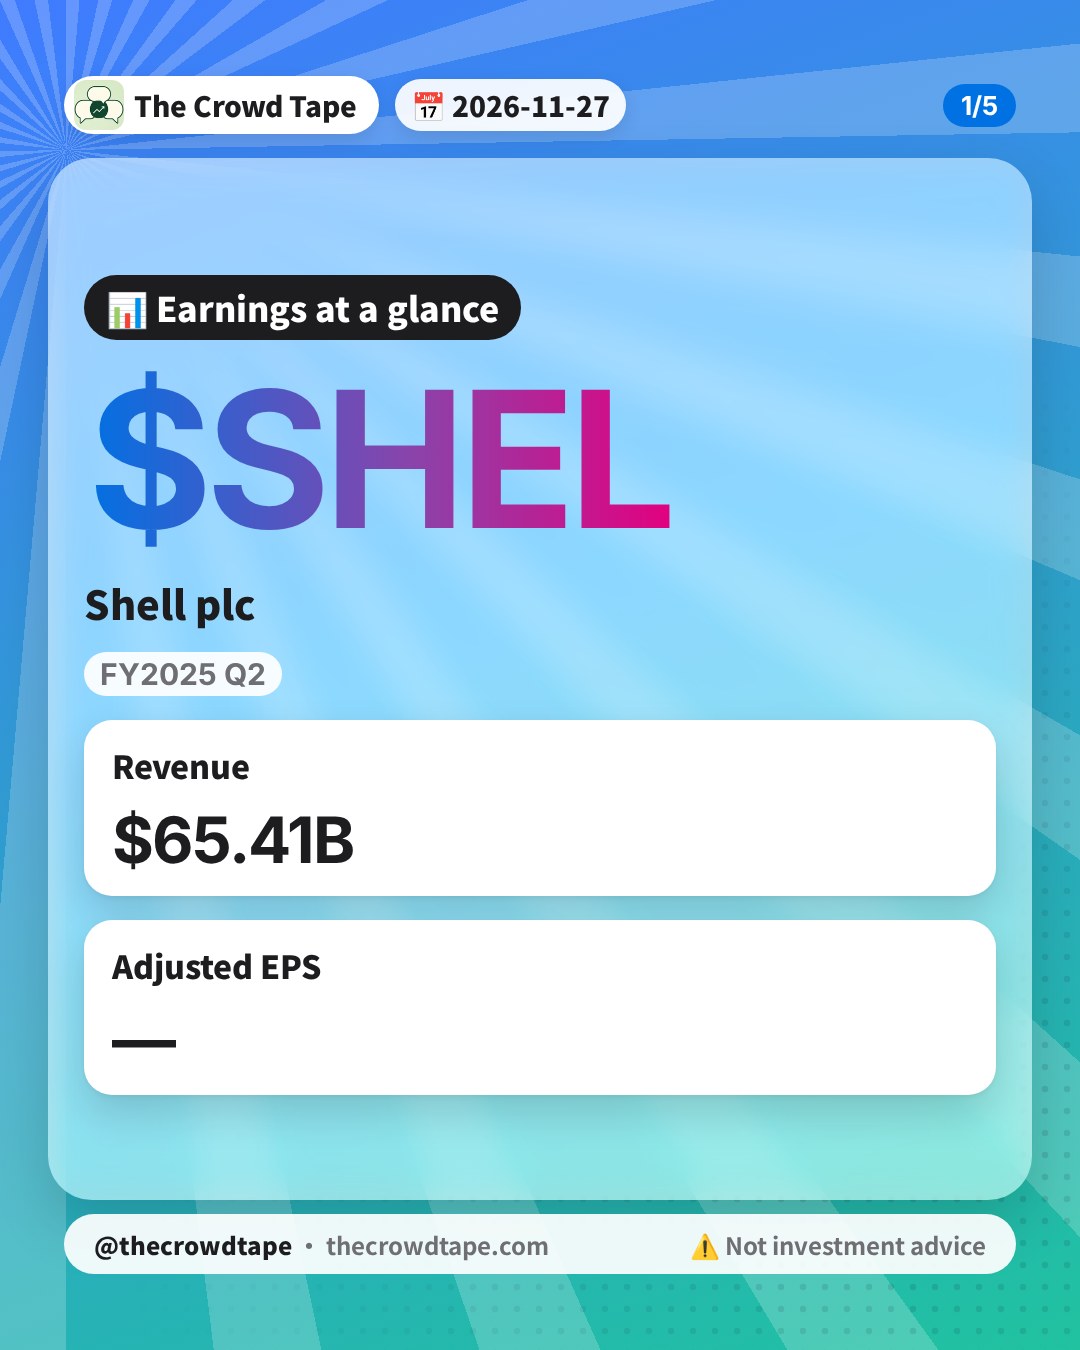 The Crowd Tape
📅 2026-11-27
1/5
📊 Earnings at a glance
$SHEL
Shell plc
FY2025 Q2
Revenue
$65.41B
Adjusted EPS
—
@thecrowdtape • thecrowdtape.com
⚠️ Not investment advice